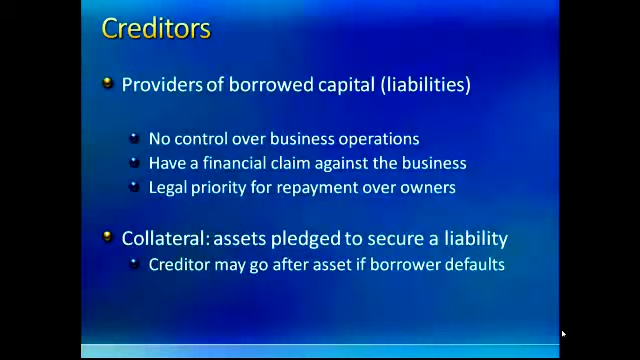 Creditors
Providers of borrowed capital (liabilities)
No control over business operations
Have a financial claim against the business
Legal priority for repayment over owners
Collateral: assets pledged to secure a liability
Creditor may go after asset if borrower defaults